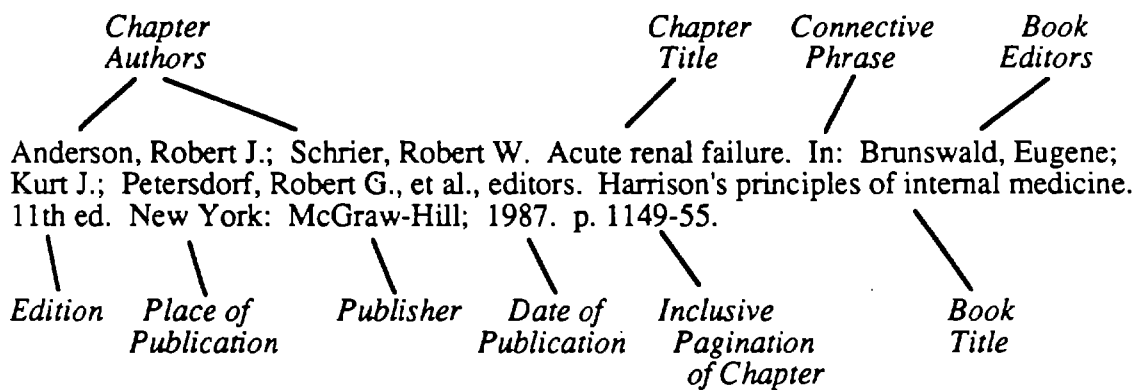 Chapter Chapter Connective Book
Authors Title Phrase Editors
Anderson, Robert J.; Schrier, Robert W. Acute renal failure. In: Brunswald, Eugene;
Kurt J.; Petersdorf, Robert G., et al., editors. Harrison's principles of internal medicine.
11th ed. New York: McGraw-Hill; 1987. p. 1149-55.
Edition Place of Publisher Date of Inclusive Book
Publication Publication Pagination Title
of Chapter